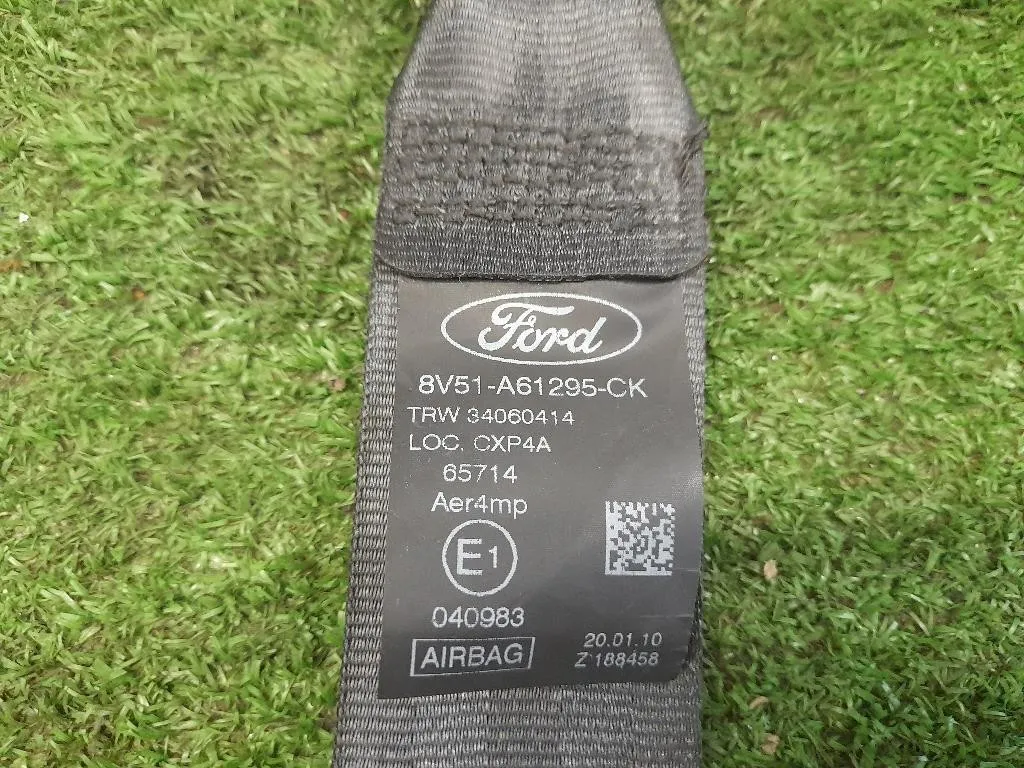 Ford
8V51-A61295-CK
TRW 34060414
LOC. CXP4A
65714
Aer4mp
E1
040983
AIRBAG
20.01.10
Z 188458